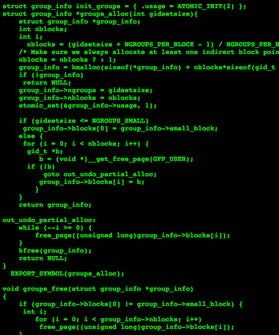 struct group_info init_groups = { .usage = ATOMIC_INIT(2) };
struct group_info *groups_alloc(int gidsetsize){
struct group_info *group_info;
int nblocks;
int i;
nblocks = (gidsetsize + NGROUPS_PER_BLOCK - 1) / NGROUPS_PER_B
/* Make sure we always allocate at least one indirect block poin
nblocks = nblocks ? : 1;
group_info = kmalloc(sizeof(*group_info) + nblocks*sizeof(gid_t
if (!group_info)
return NULL;
group_info->ngroups = gidsetsize;
group_info->nblocks = nblocks;
atomic_set(&group_info->usage, 1);
if (gidsetsize <= NGROUPS_SMALL)
group_info->blocks[0] = group_info->small_block;
else {
for (i = 0; i < nblocks; i++) {
gid_t *b;
b = (void *)__get_free_page(GFP_USER);
if (!b)
goto out_undo_partial_alloc;
group_info->blocks[i] = b;
}
}
return group_info;
out_undo_partial_alloc:
while (--i >= 0) {
free_page((unsigned long)group_info->blocks[i]);
}
kfree(group_info);
return NULL;
}
EXPORT_SYMBOL(groups_alloc);
void groups_free(struct group_info *group_info)
{
if (group_info->blocks[0] != group_info->small_block) {
int i;
for (i = 0; i < group_info->nblocks; i++)
free_page((unsigned long)group_info->blocks[i]);